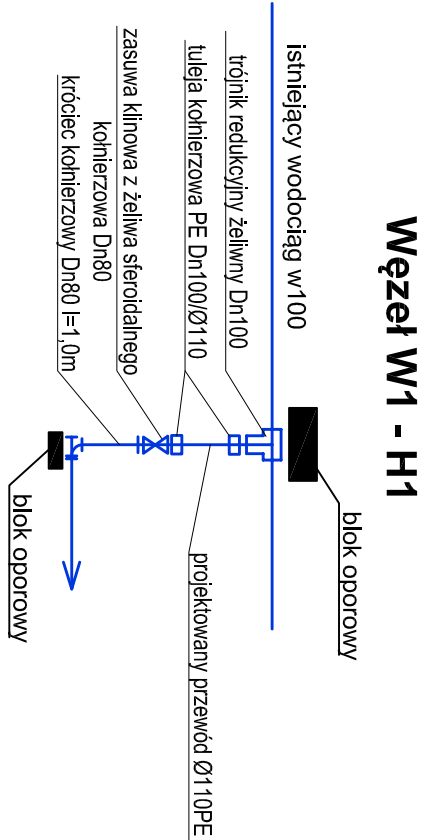 Węzeł W1 - H1
blok oporowy
istniejący wodociąg w100
trójnik redukcyjny żeliwny Dn100
tuleja kołnierzowa PE Dn100/Ø110
projektowany przewód Ø110PE
zasuwa klinowa z żeliwa sferoidalnego
kołnierzowa Dn80
króciec kołnierzowy Dn80 l=1,0m
blok oporowy